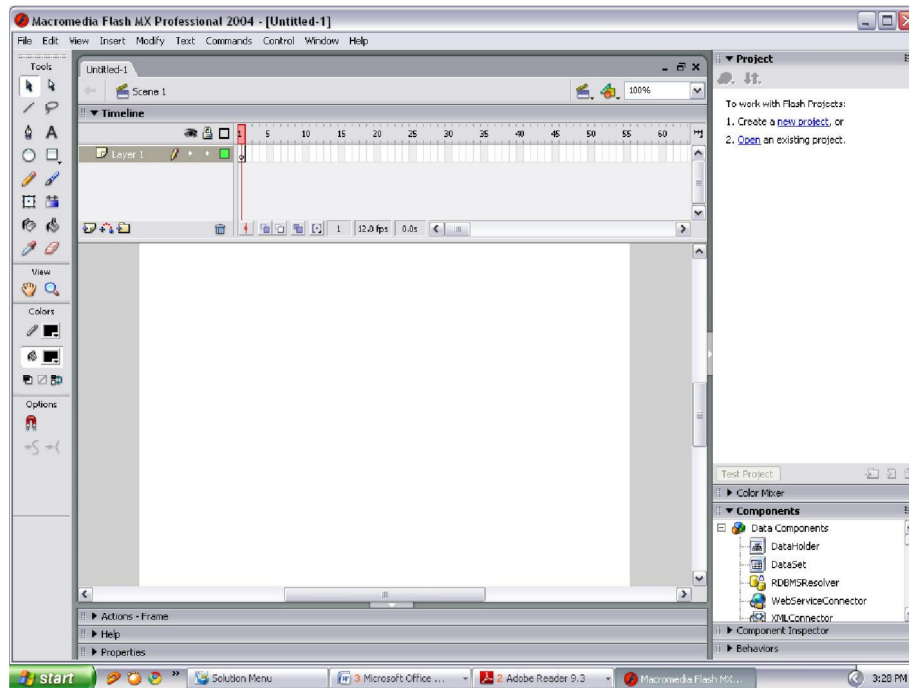 Macromedia Flash MX Professional 2004 - [Untitled-1]
File Edit View Insert Modify Text Commands Control Window Help
Tools
View
Colors
Options
Untitled-1
Scene 1
100%
Timeline
1 5 10 15 20 25 30 35 40 45 50 55 60
Layer 1
1 12.0 fps 0.0s
Actions - Frame
Help
Properties
Project
To work with Flash Projects:
1. Create a new project, or
2. Open an existing project.
Test Project
Color Mixer
Components
Data Components
DataHolder
DataSet
RDBMSResolver
WebServiceConnector
XMLConnector
Component Inspector
Behaviors
start » Solution Menu 3 Microsoft Office ... 2 Adobe Reader 9.3 Macromedia Flash MX... 3:28 PM